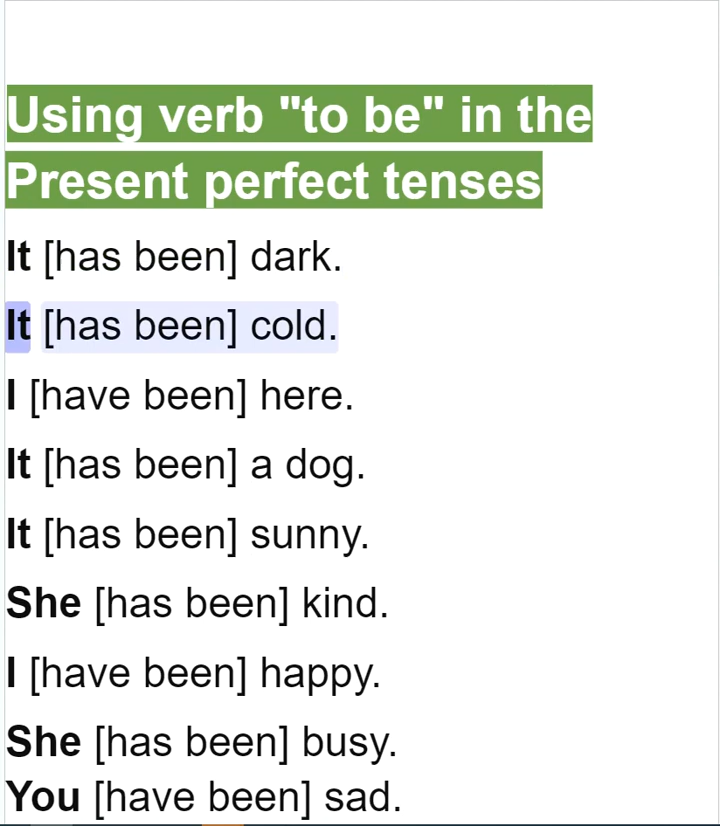 Using verb "to be" in the
Present perfect tenses
It [has been] dark.
It [has been] cold.
I [have been] here.
It [has been] a dog.
It [has been] sunny.
She [has been] kind.
I [have been] happy.
She [has been] busy.
You [have been] sad.